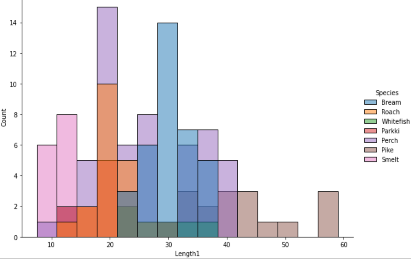 14
12
10
8
6
4
2
0
Count
10
20
30
40
50
60
Length1
Species
Bream
Roach
Whitefish
Parkki
Perch
Pike
Smelt